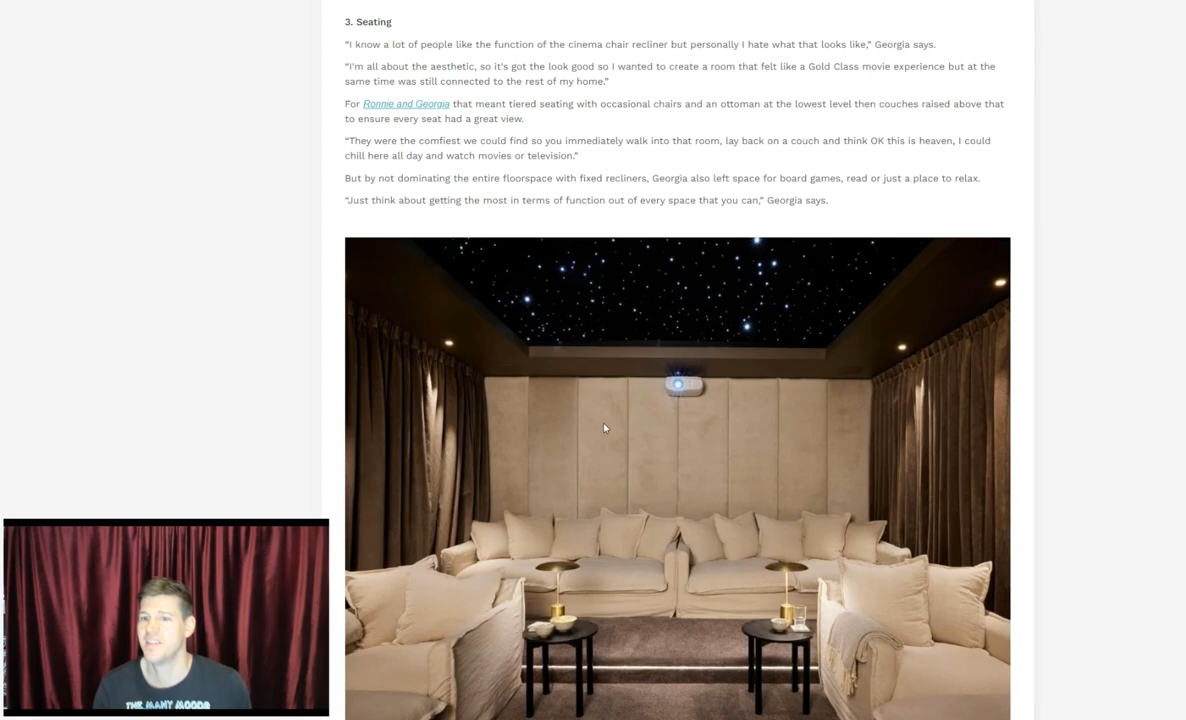 3. Seating
“I know a lot of people like the function of the cinema chair recliner but personally I hate what that looks like,” Georgia says.
“I'm all about the aesthetic, so it's got the look good so I wanted to create a room that felt like a Gold Class movie experience but at the
same time was still connected to the rest of my home.”
For Ronnie and Georgia that meant tiered seating with occasional chairs and an ottoman at the lowest level then couches raised above that
to ensure every seat had a great view.
“They were the comfiest we could find so you immediately walk into that room, lay back on a couch and think OK this is heaven, I could
chill here all day and watch movies or television.”
But by not dominating the entire floorspace with fixed recliners, Georgia also left space for board games, read or just a place to relax.
“Just think about getting the most in terms of function out of every space that you can,” Georgia says.
THE MANY MOODS